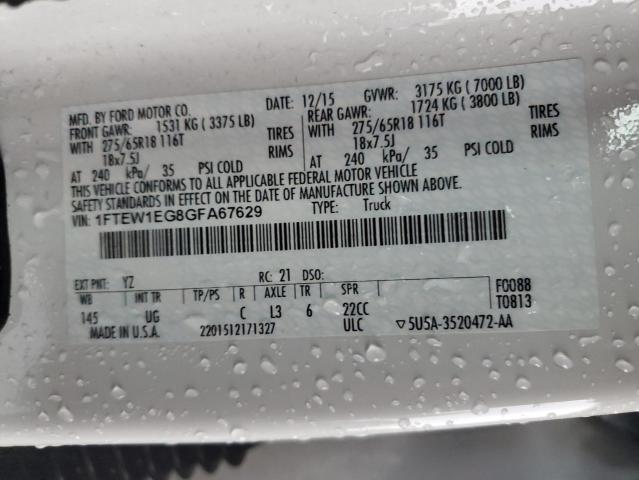 MFD. BY FORD MOTOR CO.
DATE: 12/15 GVWR: 3175 KG ( 7000 LB)
FRONT GAWR: 1531 KG ( 3375 LB)
REAR GAWR: 1724 KG ( 3800 LB)
WITH 275/65R18 116T TIRES
WITH 275/65R18 116T TIRES
18x7.5J RIMS
18x7.5J RIMS
AT 240 kPa/ 35 PSI COLD
AT 240 kPa/ 35 PSI COLD
THIS VEHICLE CONFORMS TO ALL APPLICABLE FEDERAL MOTOR VEHICLE
SAFETY STANDARDS IN EFFECT ON THE DATE OF MANUFACTURE SHOWN ABOVE.
VIN: 1FTEW1EG8GFA67629 TYPE: Truck
EXT PNT: YZ RC: 21 DSO:
WB INT TR TP/PS R AXLE TR SPR F0088
145 UG C L3 6 22CC T0813
MADE IN U.S.A. 2201512171327 ULC ▽5U5A-3520472-AA